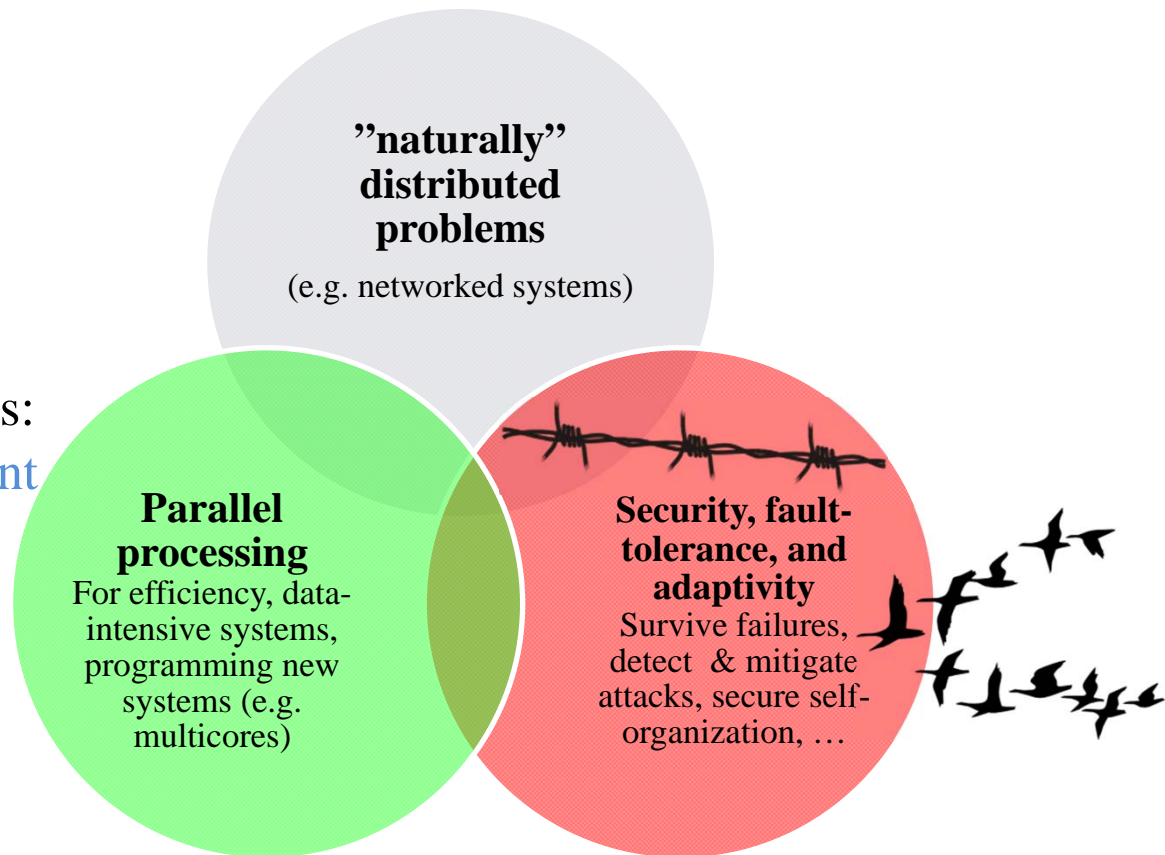 ”naturally”
distributed
problems
(e.g. networked systems)
s:
nt
Parallel
processing
For efficiency, data-
intensive systems,
programming new
systems (e.g.
multicores)
Security, fault-
tolerance, and
adaptivity
Survive failures,
detect & mitigate
attacks, secure self-
organization, …